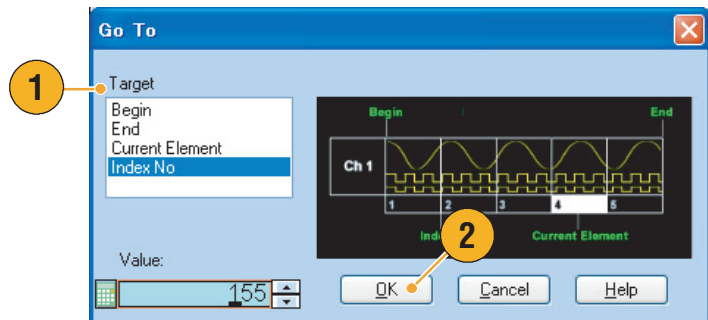 Go To
1
Target
Begin
End
Current Element
Index No
Begin
End
Ch 1
1 2 3 4 5
Current Element
2
Value:
155
OK
Cancel
Help